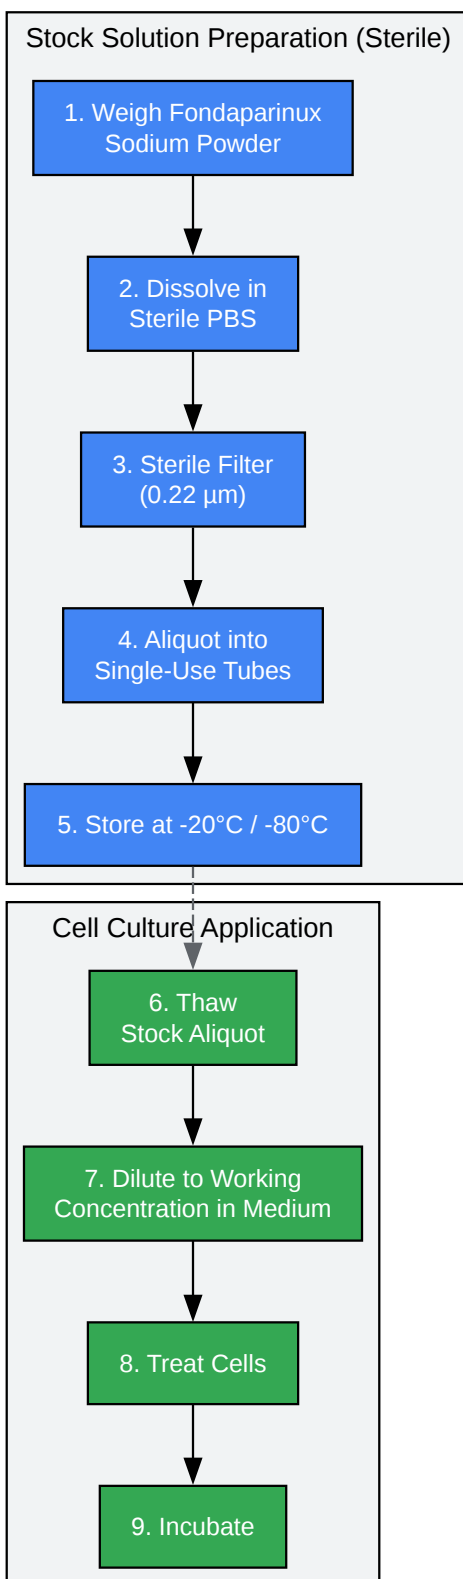 Stock Solution Preparation (Sterile)
1. Weigh Fondaparinux
Sodium Powder
2. Dissolve in
Sterile PBS
3. Sterile Filter
(0.22 µm)
4. Aliquot into
Single-Use Tubes
5. Store at -20°C / -80°C
Cell Culture Application
6. Thaw
Stock Aliquot
7. Dilute to Working
Concentration in Medium
8. Treat Cells
9. Incubate